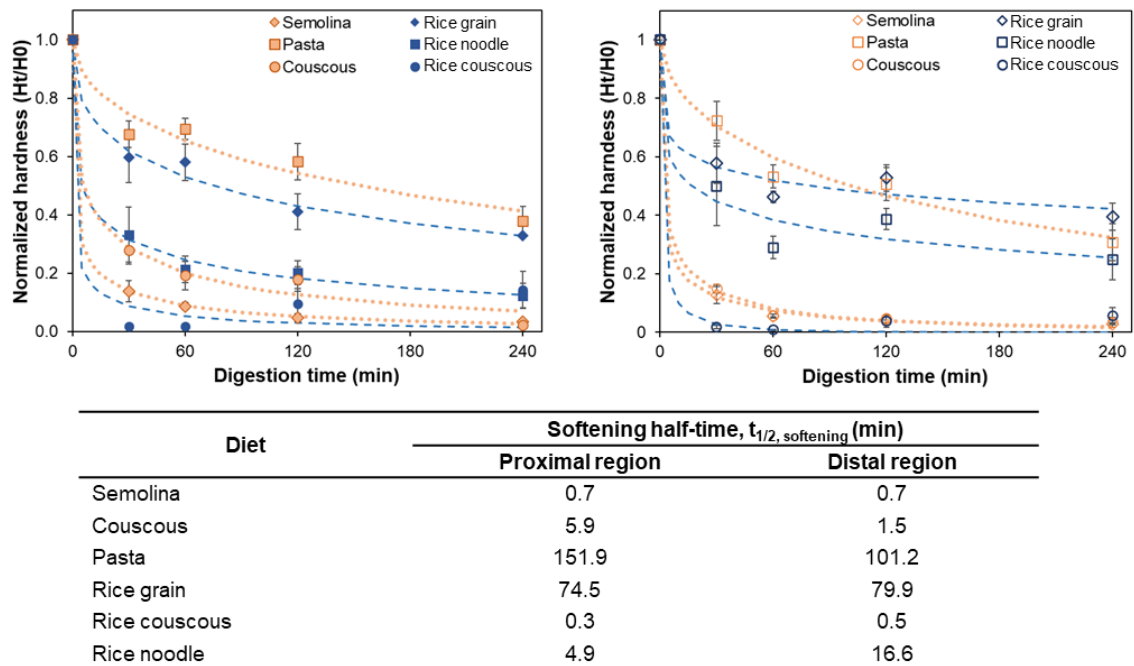 Semolina
Pasta
Couscous
Rice grain
Rice noodle
Rice couscous
1.0
0.8
0.6
0.4
0.2
0.0
Normalized hardness (Ht/H0)
0
60
120
180
240
Digestion time (min)
Semolina
Pasta
Couscous
Rice grain
Rice noodle
Rice couscous
1
0.8
0.6
0.4
0.2
0
Normalized harndess (Ht/H0)
0
60
120
180
240
Digestion time (min)
Diet Softening half-time, t1/2, softening (min)
Proximal region Distal region
Semolina 0.7 0.7
Couscous 5.9 1.5
Pasta 151.9 101.2
Rice grain 74.5 79.9
Rice couscous 0.3 0.5
Rice noodle 4.9 16.6